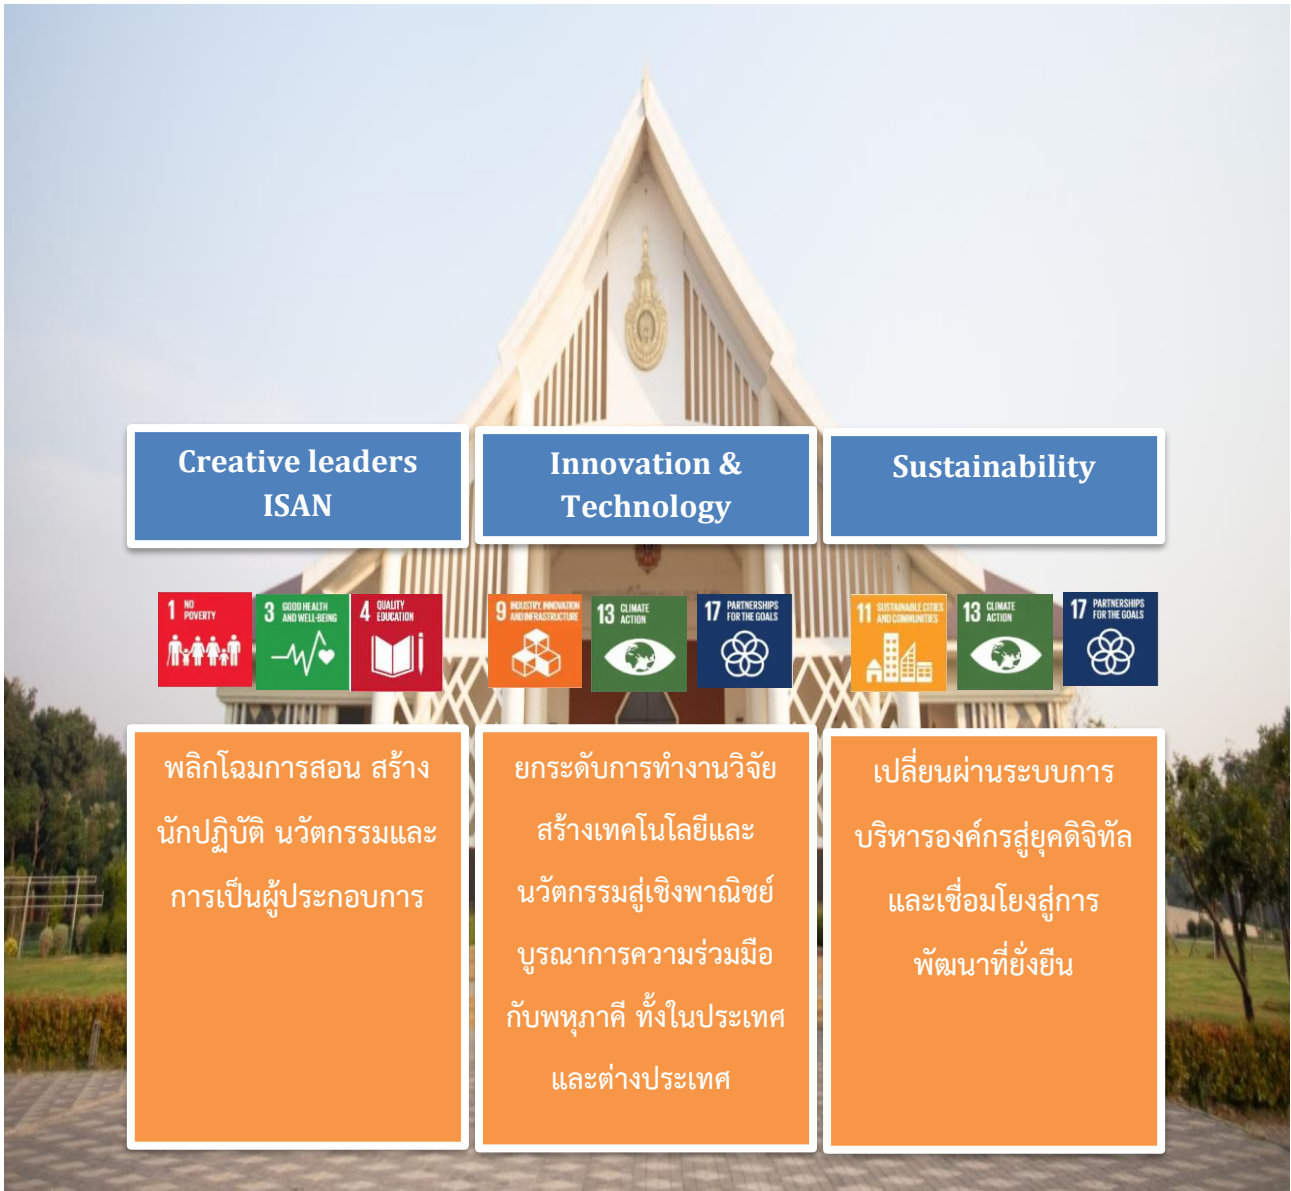 Creative leaders
ISAN
Innovation &
Technology
Sustainability
1 NO
POVERTY
3 GOOD HEALTH
AND WELL-BEING
4 QUALITY
EDUCATION
9 INDUSTRY, INNOVATION
AND INFRASTRUCTURE
13 CLIMATE
ACTION
17 PARTNERSHIPS
FOR THE GOALS
11 SUSTAINABLE CITIES
AND COMMUNITIES
13 CLIMATE
ACTION
17 PARTNERSHIPS
FOR THE GOALS
พลิกโฉมการสอน สร้าง
นักปฏิบัติ นวัตกรรมและ
การเป็นผู้ประกอบการ
ยกระดับการทำงานวิจัย
สร้างเทคโนโลยีและ
นวัตกรรมสู่เชิงพาณิชย์
บูรณาการความร่วมมือ
กับพหุภาคี ทั้งในประเทศ
และต่างประเทศ
เปลี่ยนผ่านระบบการ
บริหารองค์กรสู่ยุคดิจิทัล
และเชื่อมโยงสู่การ
พัฒนาที่ยั่งยืน